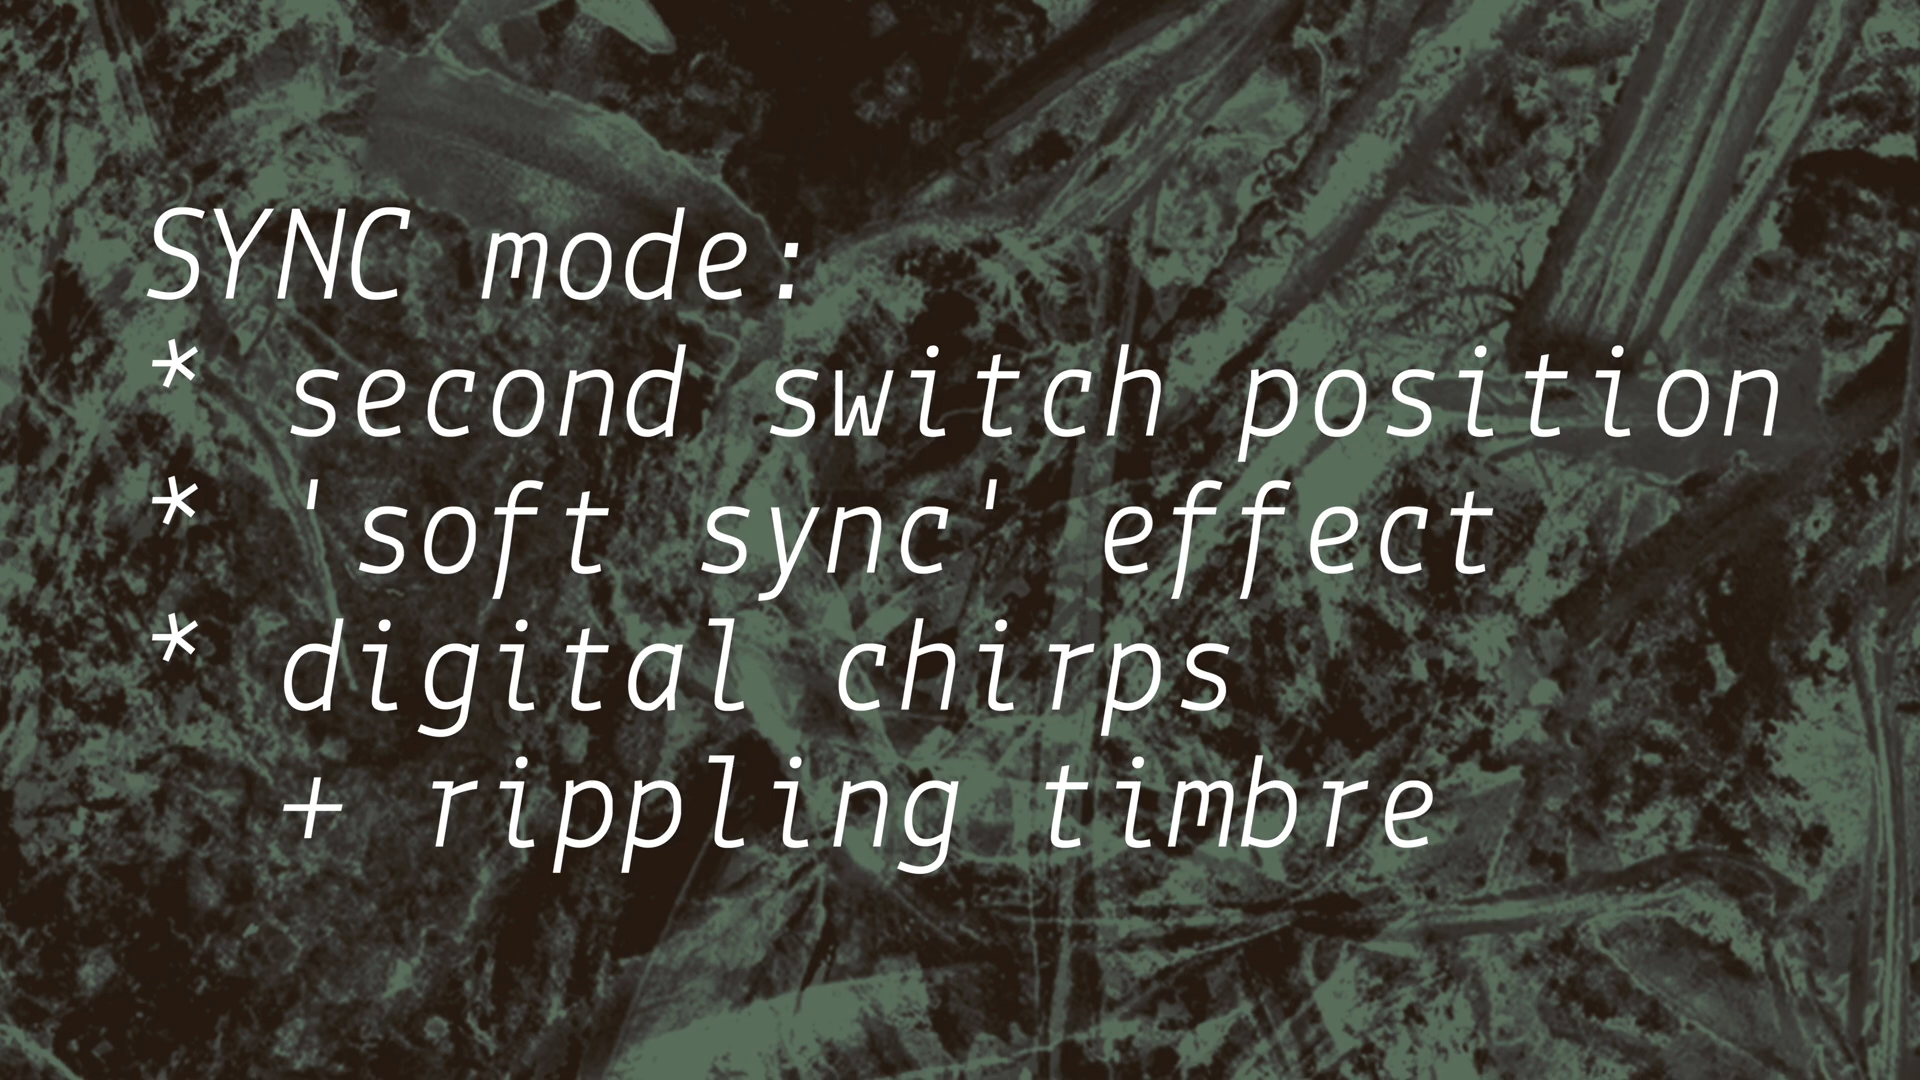 SYNC mode:
* second switch position
* 'soft sync' effect
* digital chirps
+ rippling timbre